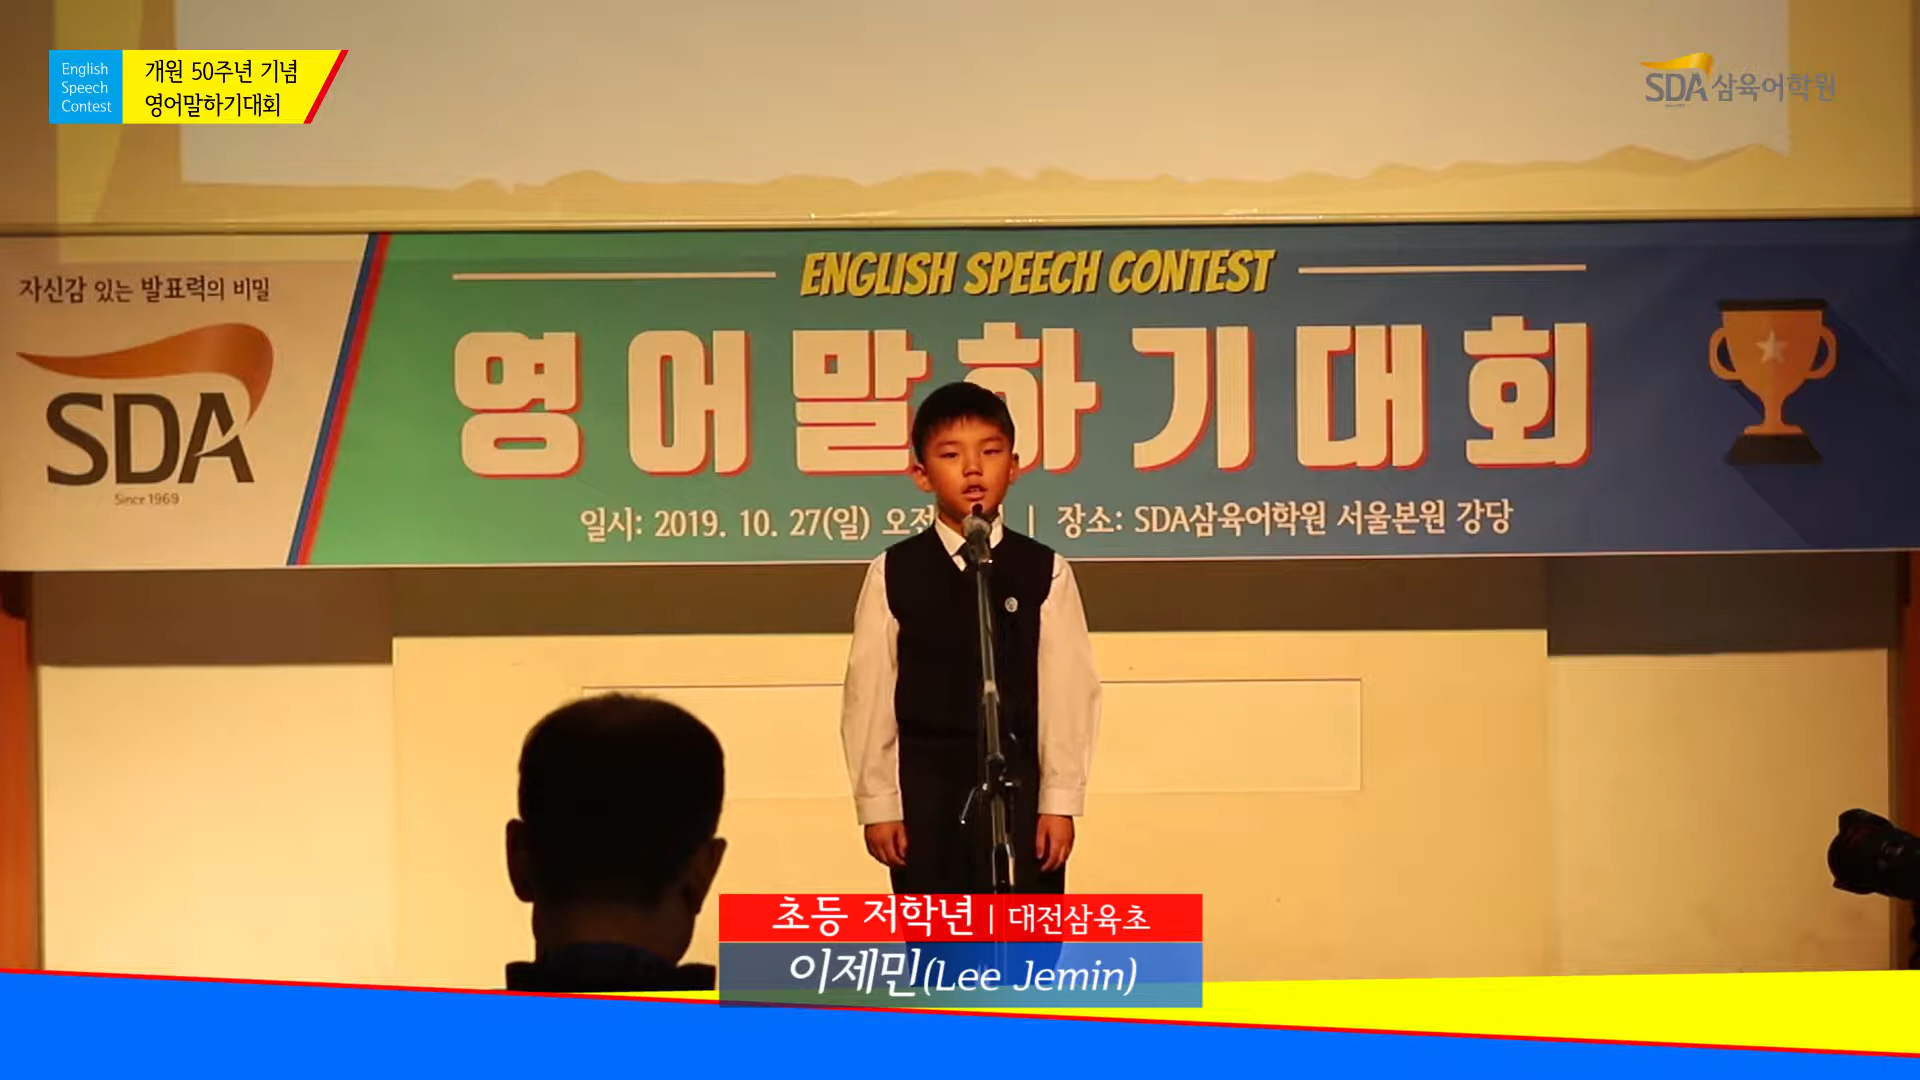 English
Speech
Contest
개원 50주년 기념
영어말하기대회
SDA 삼육어학원
자신감 있는 발표력의 비밀
SDA
Since 1969
ENGLISH SPEECH CONTEST
영어말하기대회
일시: 2019. 10. 27(일) 오전 | 장소: SDA삼육어학원 서울본원 강당
초등 저학년 | 대전삼육초
이제민(Lee Jemin)